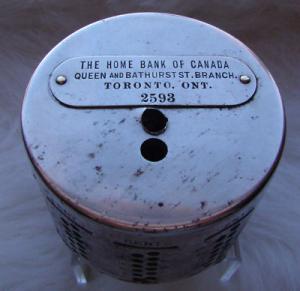 THE HOME BANK OF CANADA
QUEEN AND BATHURST ST. BRANCH.
TORONTO, ONT.
2593